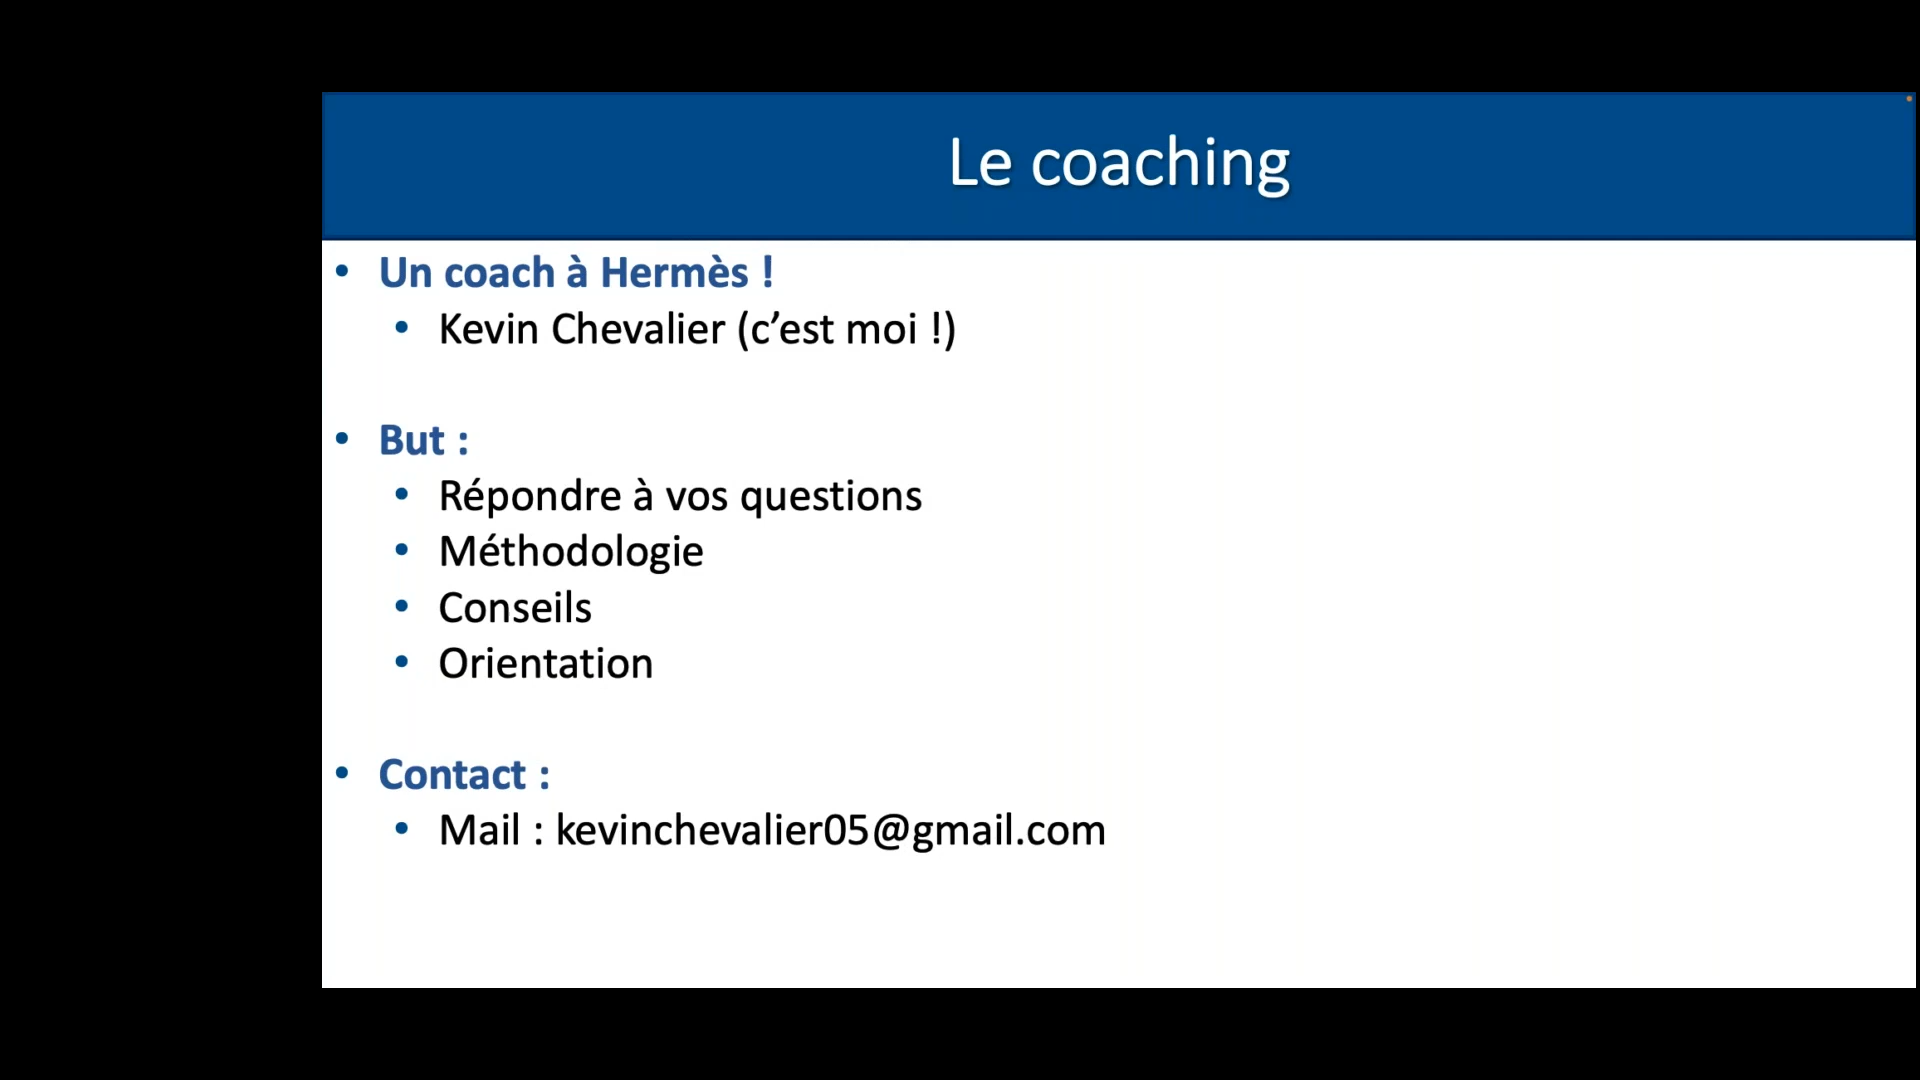 Le coaching
• Un coach à Hermès !
• Kevin Chevalier (c’est moi !)
• But :
• Répondre à vos questions
• Méthodologie
• Conseils
• Orientation
• Contact :
• Mail : kevinchevalier05@gmail.com